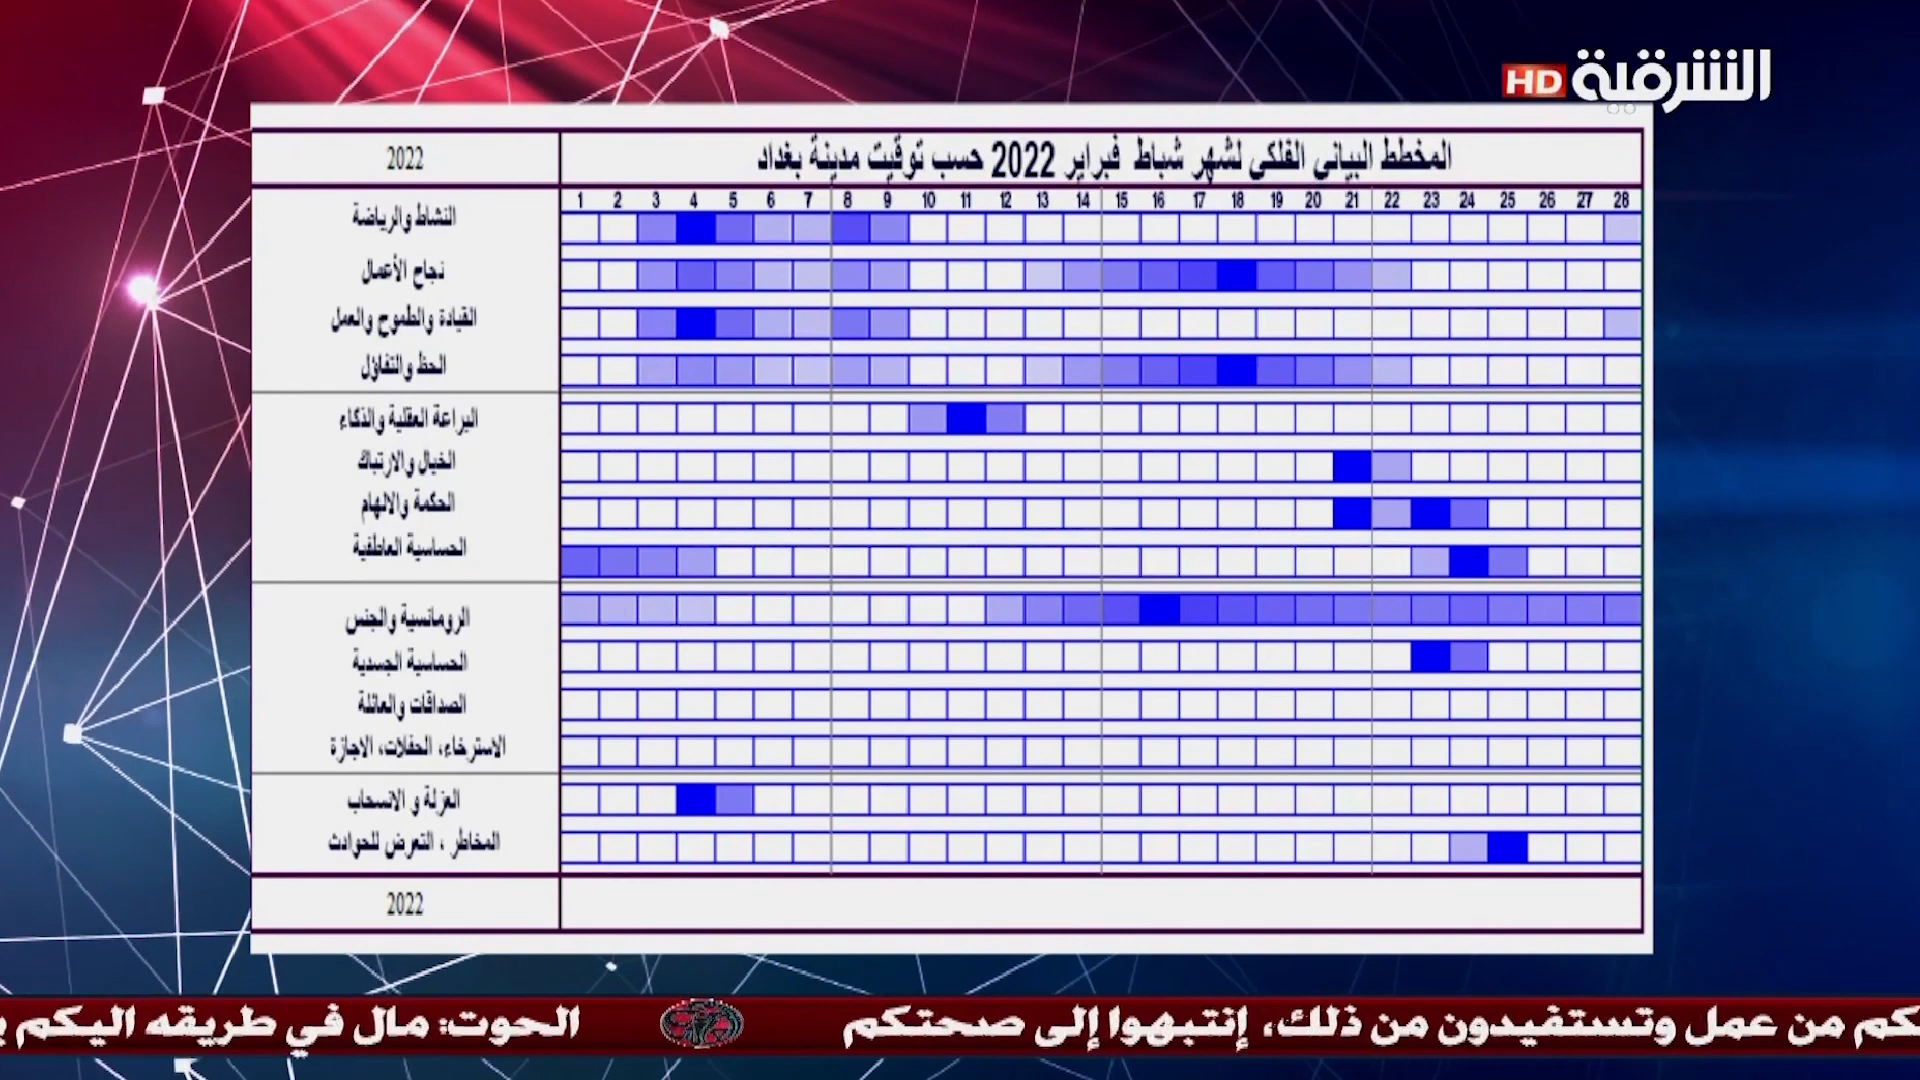 الشرقية HD
2022
المخطط البياني الفلكي لشهر شباط فبراير 2022 حسب توقيت مدينة بغداد
1 2 3 4 5 6 7 8 9 10 11 12 13 14 15 16 17 18 19 20 21 22 23 24 25 26 27 28
النشاط والرياضة
نجاح الأعمال
القيادة والطموح والعمل
الحظ والتفاؤل
البراعة العقلية والذكاء
الخيال والارتباك
الحكمة والالهام
الحساسية العاطفية
الرومانسية والجنس
الحساسية الجسدية
الصداقات والعائلة
الاسترخاء، الحفلات، الاجازة
العزلة و الانسحاب
المخاطر ، التعرض للحوادث
2022
كم من عمل وتستفيدون من ذلك، إنتبهوا إلى صحتكم
الحوت: مال في طريقه اليكم